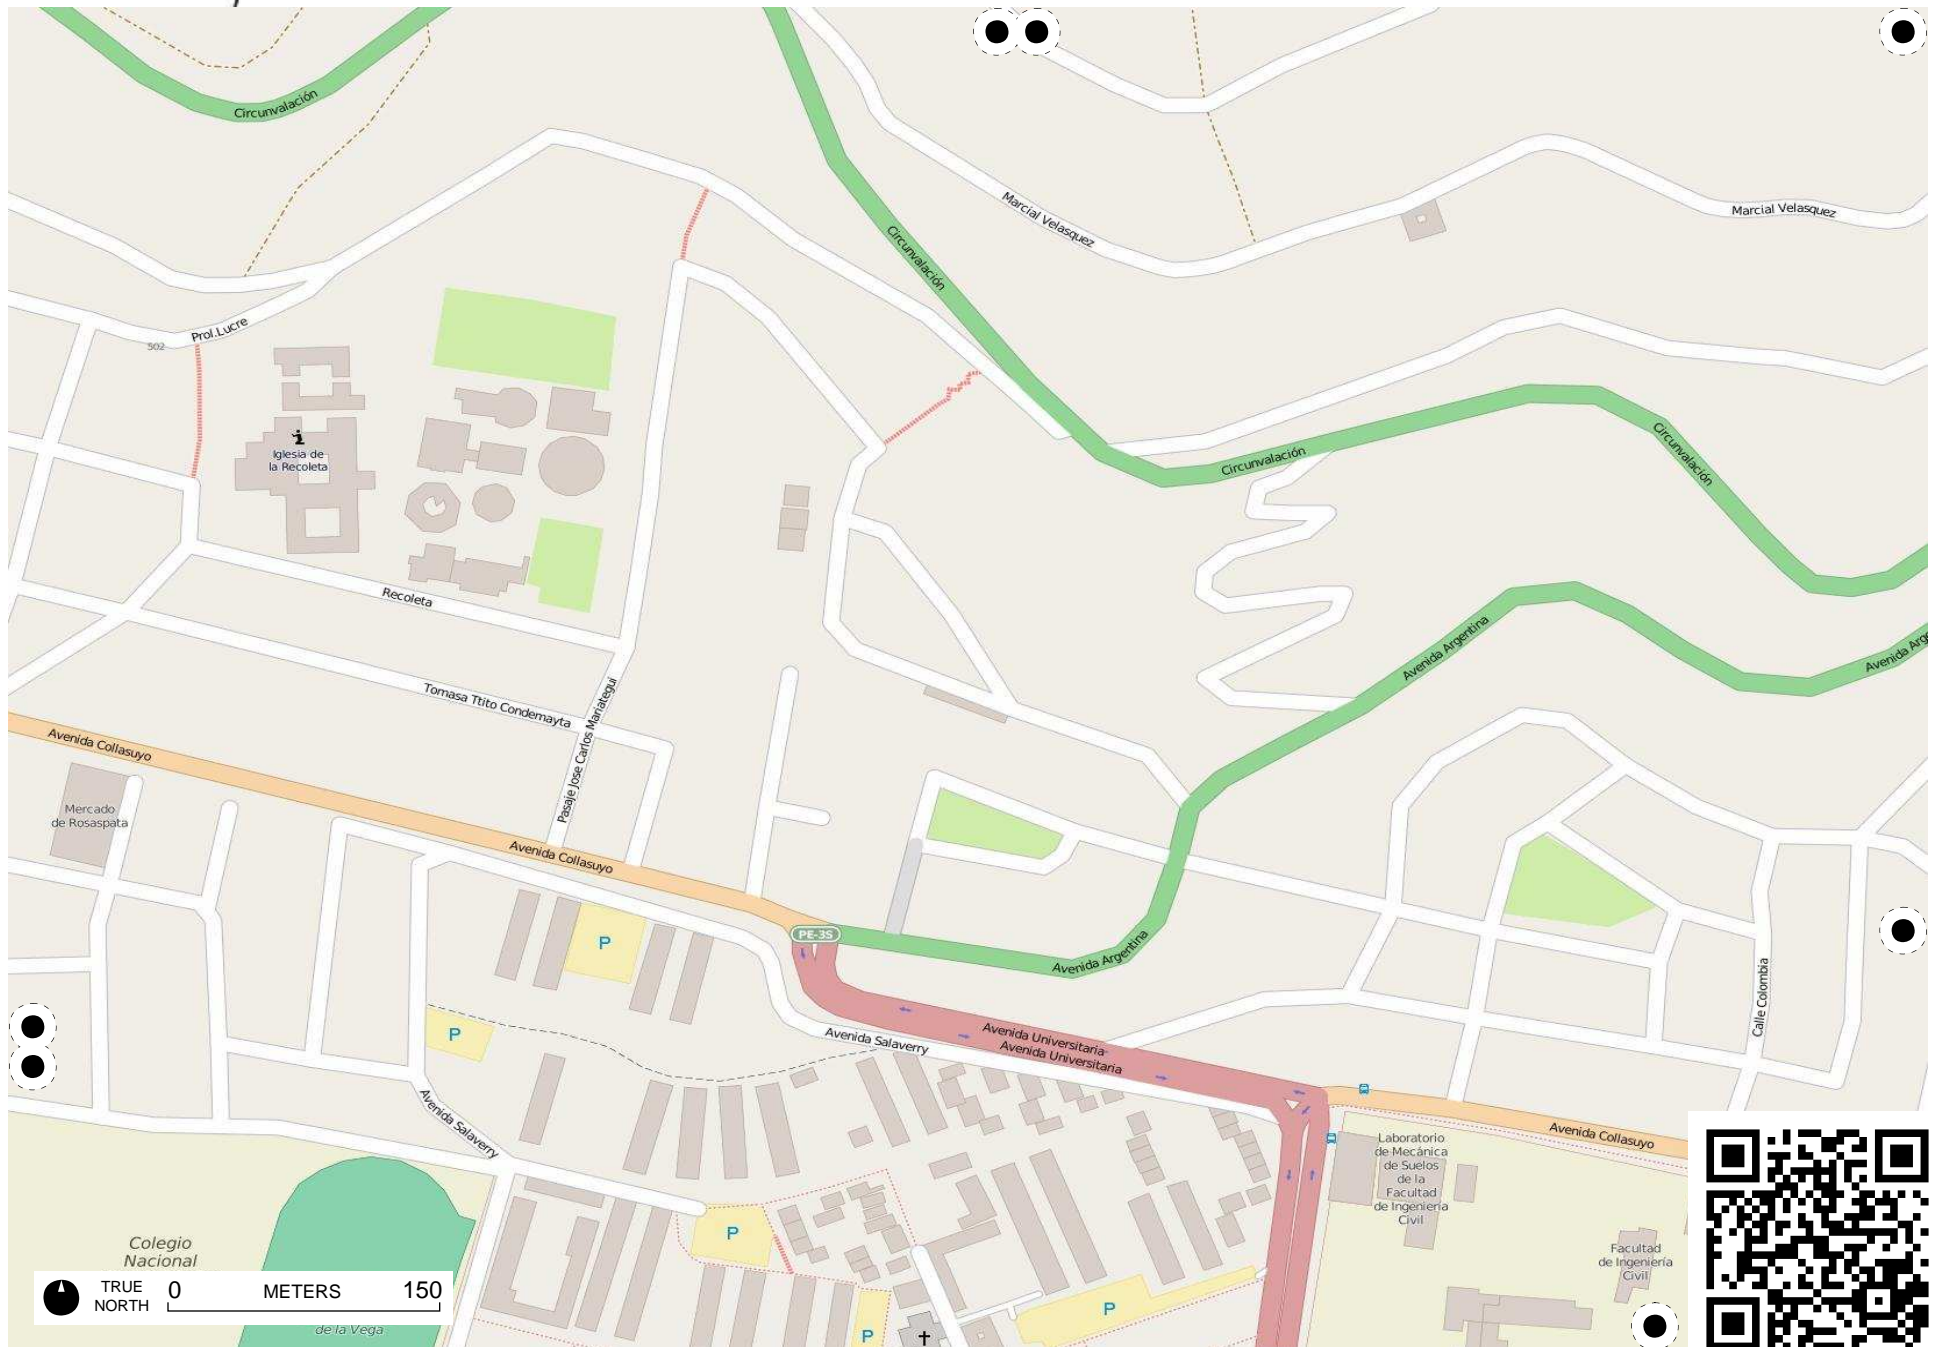 Circunvalación
Marcial Velasquez
Marcial Velasquez
Circunvalación
Prol.Lucre
502
Iglesia de
la Recoleta
Circunvalación
Circunvalación
Recoleta
Avenida Argentina
Avenida Arge
Tomasa Ttito Condemayta
Pasaje Jose Carlos Mariategui
Avenida Collasuyo
Mercado
de Rosaspata
Avenida Collasuyo
P
PE-3S
Avenida Argentina
Calle Colombia
P
Avenida Salaverry
Avenida Universitaria
Avenida Universitaria
Avenida Salaverry
Avenida Collasuyo
Laboratorio
de Mecánica
de Suelos
de la
Facultad
de Ingeniería
Civil
P
Colegio
Nacional
Facultad
de Ingeniería
Civil
TRUE
NORTH
0 METERS 150
de la Vega
P
P